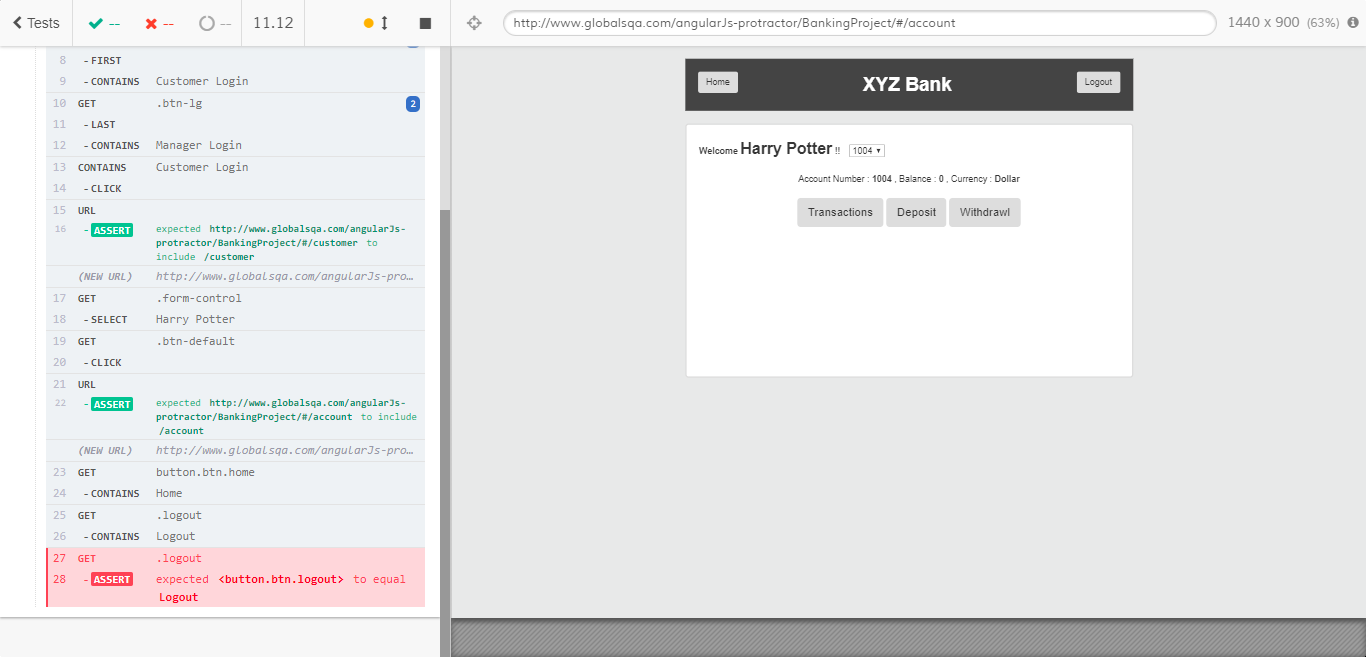 Tests -- -- -- 11.12 http://www.globalsqa.com/angularJs-protractor/BankingProject/#/account 1440 x 900 (63%)
8 - FIRST
9 - CONTAINS Customer Login
10 GET .btn-lg 2
11 - LAST
12 - CONTAINS Manager Login
13 CONTAINS Customer Login
14 - CLICK
15 URL
16 - ASSERT expected http://www.globalsqa.com/angularJs-
protractor/BankingProject/#/customer to
include /customer
(NEW URL) http://www.globalsqa.com/angularJs-pro…
17 GET .form-control
18 - SELECT Harry Potter
19 GET .btn-default
20 - CLICK
21 URL
22 - ASSERT expected http://www.globalsqa.com/angularJs-
protractor/BankingProject/#/account to include
/account
(NEW URL) http://www.globalsqa.com/angularJs-pro…
23 GET button.btn.home
24 - CONTAINS Home
25 GET .logout
26 - CONTAINS Logout
27 GET .logout
28 - ASSERT expected <button.btn.logout> to equal
Logout
Home XYZ Bank Logout
Welcome Harry Potter !! 1004
Account Number : 1004 , Balance : 0 , Currency : Dollar
Transactions Deposit Withdrawl